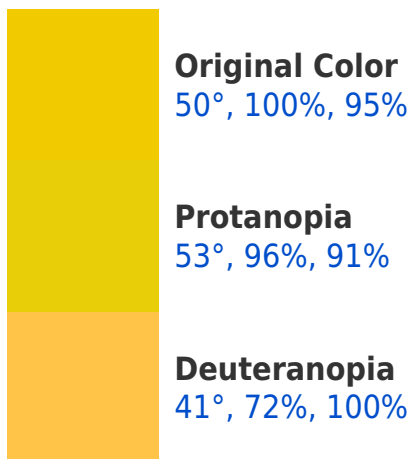 Original Color
50°, 100%, 95%
Protanopia
53°, 96%, 91%
Deuteranopia
41°, 72%, 100%